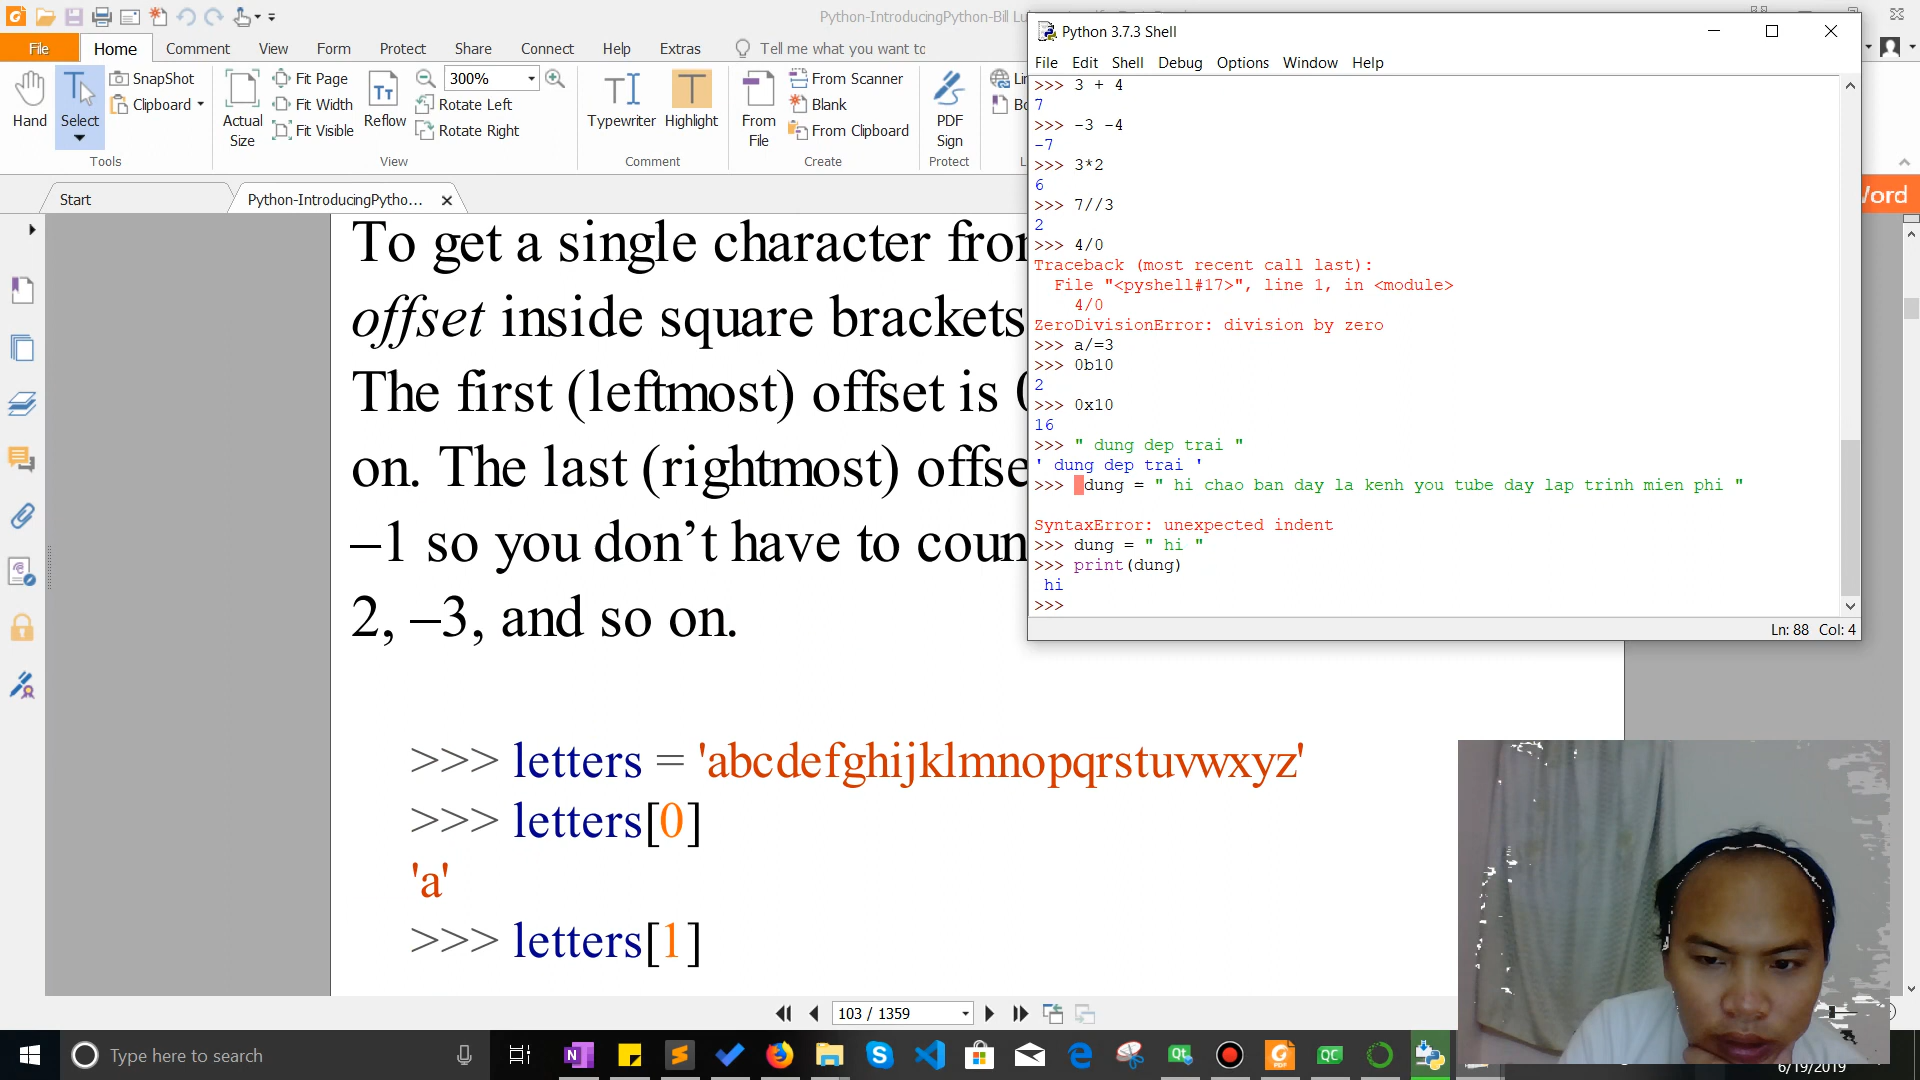 Python-IntroducingPython-Bill Lu
File
Home
Comment
View
Form
Protect
Share
Connect
Help
Extras
Tell me what you want to
Hand
Select
SnapShot
Clipboard
Tools
Actual Size
Fit Page
Fit Width
Fit Visible
Reflow
300%
Rotate Left
Rotate Right
View
Typewriter
Highlight
Comment
From File
From Scanner
Blank
From Clipboard
Create
PDF Sign
Protect
Start
Python-IntroducingPytho...
To get a single character from
offset inside square brackets
The first (leftmost) offset is 0
on. The last (rightmost) offse
–1 so you don’t have to coun
2, –3, and so on.
>>> letters = 'abcdefghijklmnopqrstuvwxyz'
>>> letters[0]
'a'
>>> letters[1]
103 / 1359
Python 3.7.3 Shell
File Edit Shell Debug Options Window Help
>>> 3 + 4
7
>>> -3 -4
-7
>>> 3*2
6
>>> 7//3
2
>>> 4/0
Traceback (most recent call last):
File "<pyshell#17>", line 1, in <module>
4/0
ZeroDivisionError: division by zero
>>> a/=3
>>> 0b10
2
>>> 0x10
16
>>> " dung dep trai "
' dung dep trai '
>>> dung = " hi chao ban day la kenh you tube day lap trinh mien phi "
SyntaxError: unexpected indent
>>> dung = " hi "
>>> print(dung)
hi
>>>
Ln: 88 Col: 4
Word
Type here to search
6/19/2019